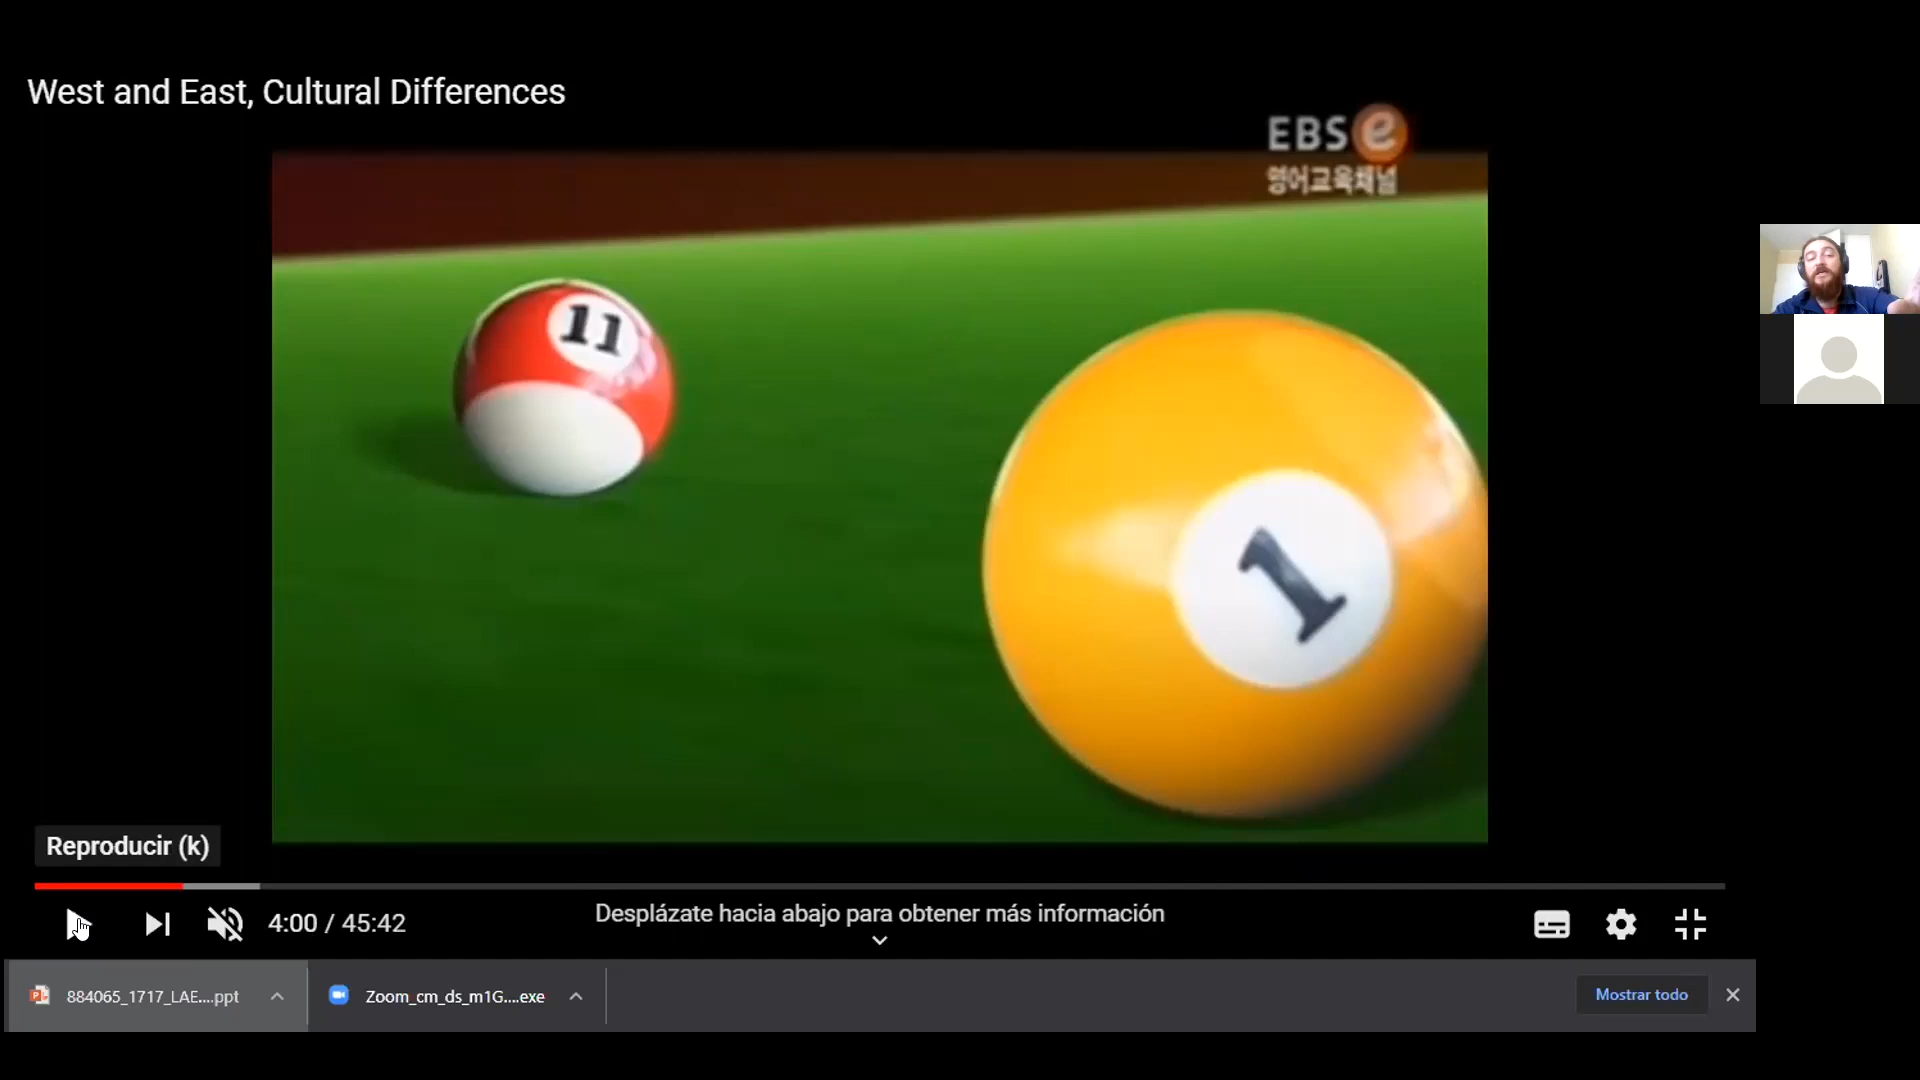 West and East, Cultural Differences
EBS e
영어교육채널
11
1
Reproducir (k)
4:00 / 45:42
Desplázate hacia abajo para obtener más información
884065_1717_LAE....ppt
Zoom_cm_ds_m1G....exe
Mostrar todo